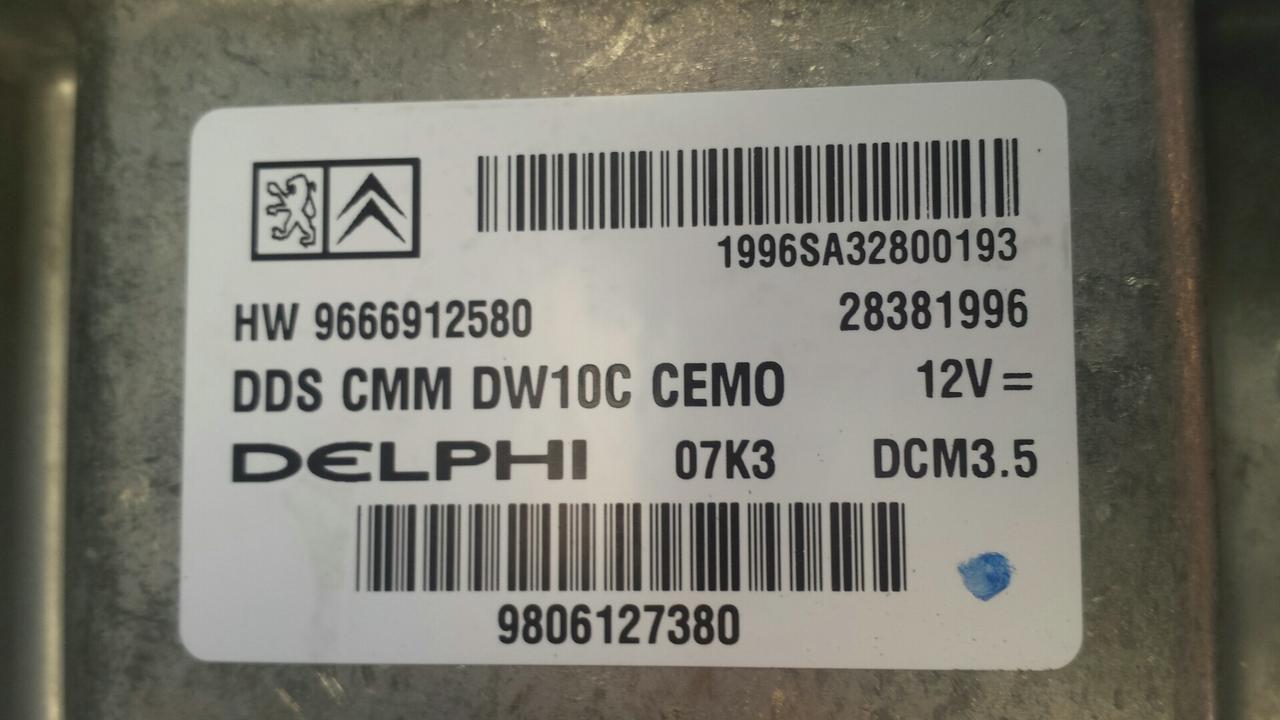 1996SA32800193
HW 9666912580 28381996
DDS CMM DW10C CEMO 12V=
DELPHI 07K3 DCM3.5
9806127380